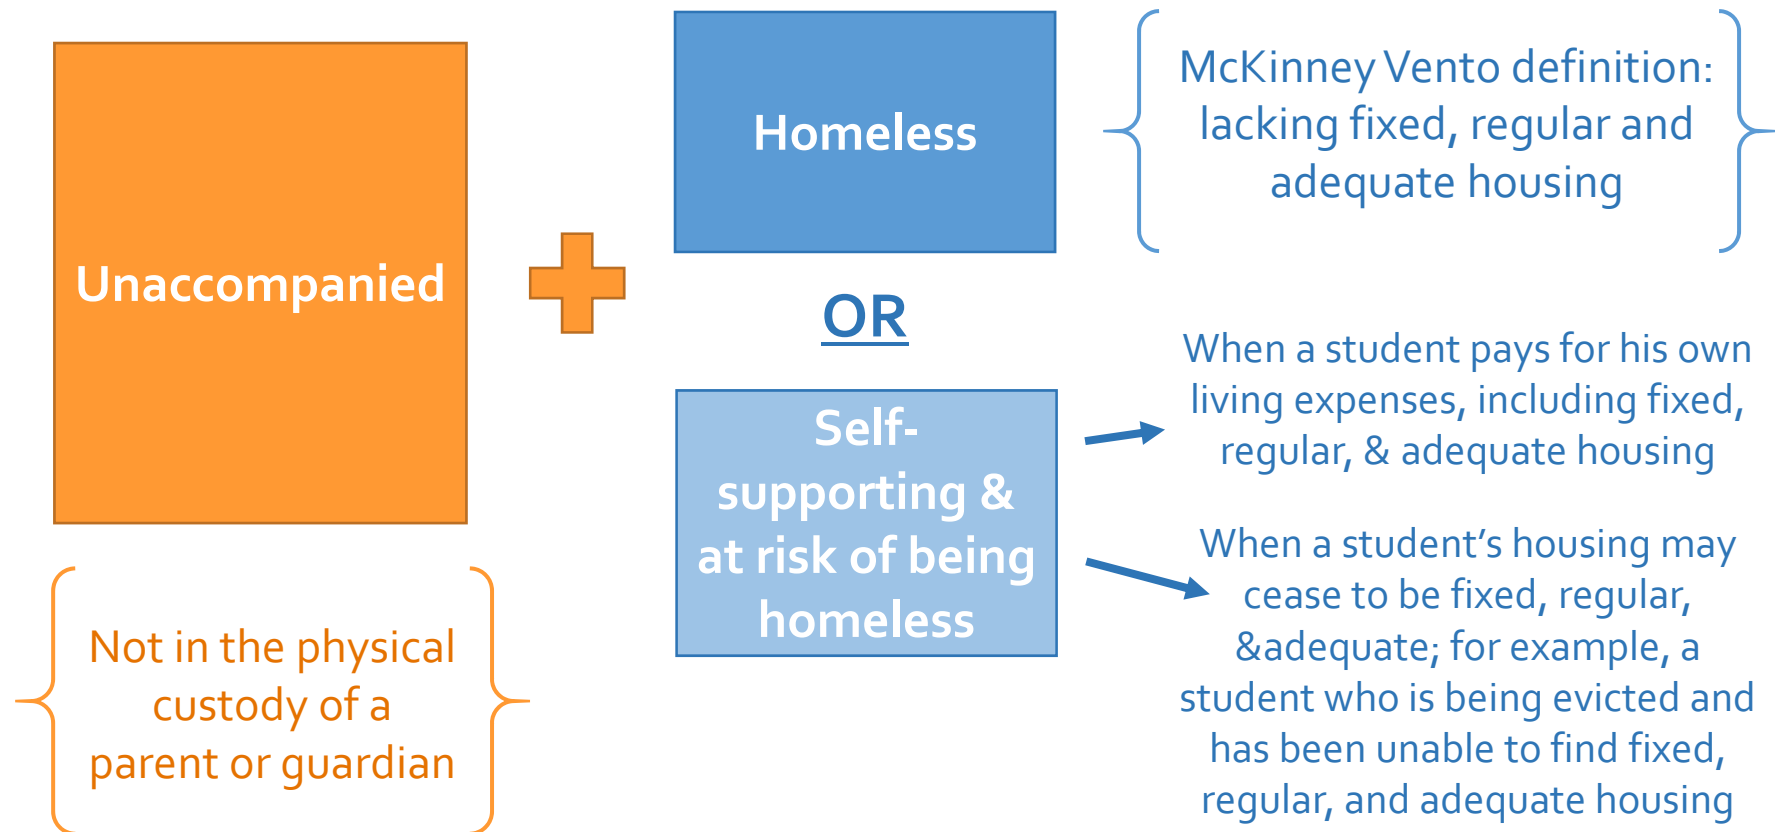 Unaccompanied
Not in the physical
custody of a
parent or guardian
Homeless
McKinney Vento definition:
lacking fixed, regular and
adequate housing
OR
Self-
supporting &
at risk of being
homeless
When a student pays for his own
living expenses, including fixed,
regular, & adequate housing
When a student’s housing may
cease to be fixed, regular,
&adequate; for example, a
student who is being evicted and
has been unable to find fixed,
regular, and adequate housing